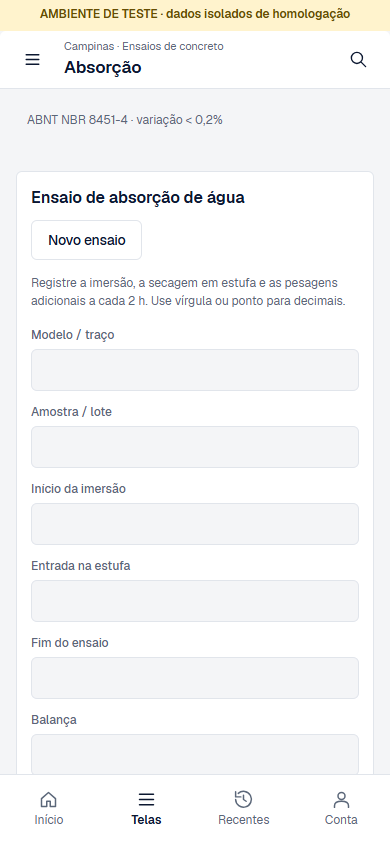 AMBIENTE DE TESTE · dados isolados de homologação
Campinas · Ensaios de concreto
Absorção
ABNT NBR 8451-4 · variação < 0,2%
Ensaio de absorção de água
Novo ensaio
Registre a imersão, a secagem em estufa e as pesagens
adicionais a cada 2 h. Use vírgula ou ponto para decimais.
Modelo / traço
Amostra / lote
Início da imersão
Entrada na estufa
Fim do ensaio
Balança
Início
Telas
Recentes
Conta